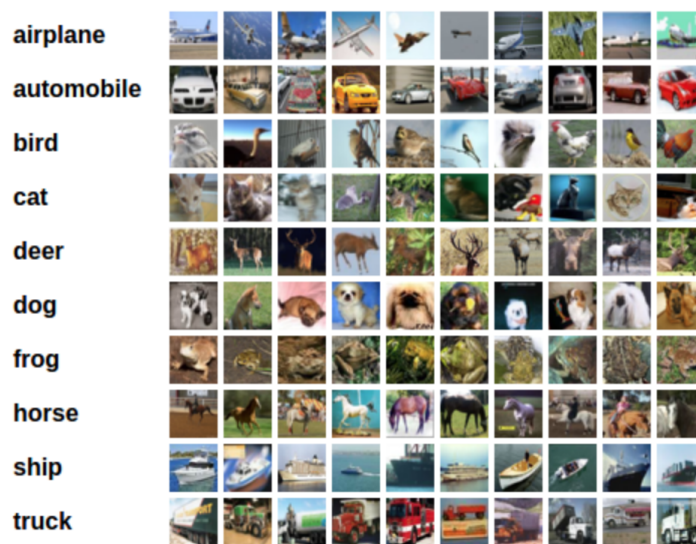 airplane
automobile
bird
cat
deer
dog
frog
horse
ship
truck